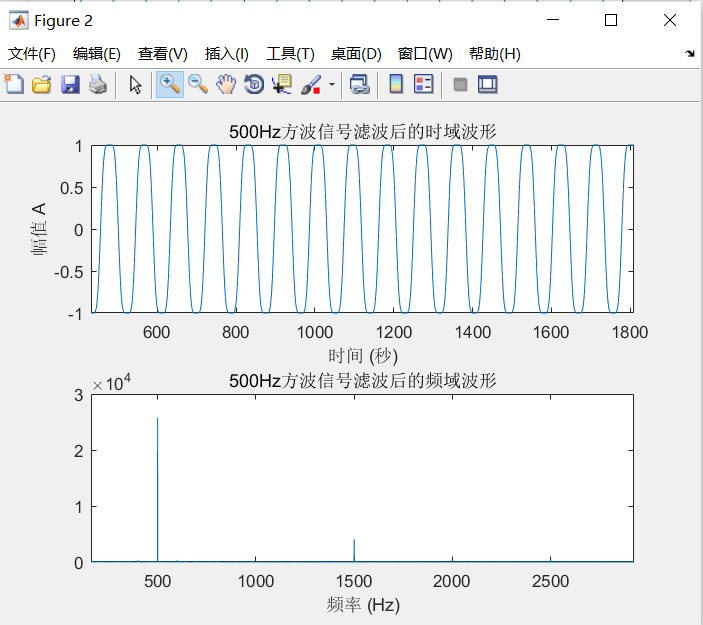 Figure 2
文件(F) 编辑(E) 查看(V) 插入(I) 工具(T) 桌面(D) 窗口(W) 帮助(H)
500Hz方波信号滤波后的时域波形
1
0.5
0
-0.5
-1
幅值 A
600 800 1000 1200 1400 1600 1800
时间 (秒)
500Hz方波信号滤波后的频域波形
×10⁴
3
2
1
0
500 1000 1500 2000 2500
频率 (Hz)